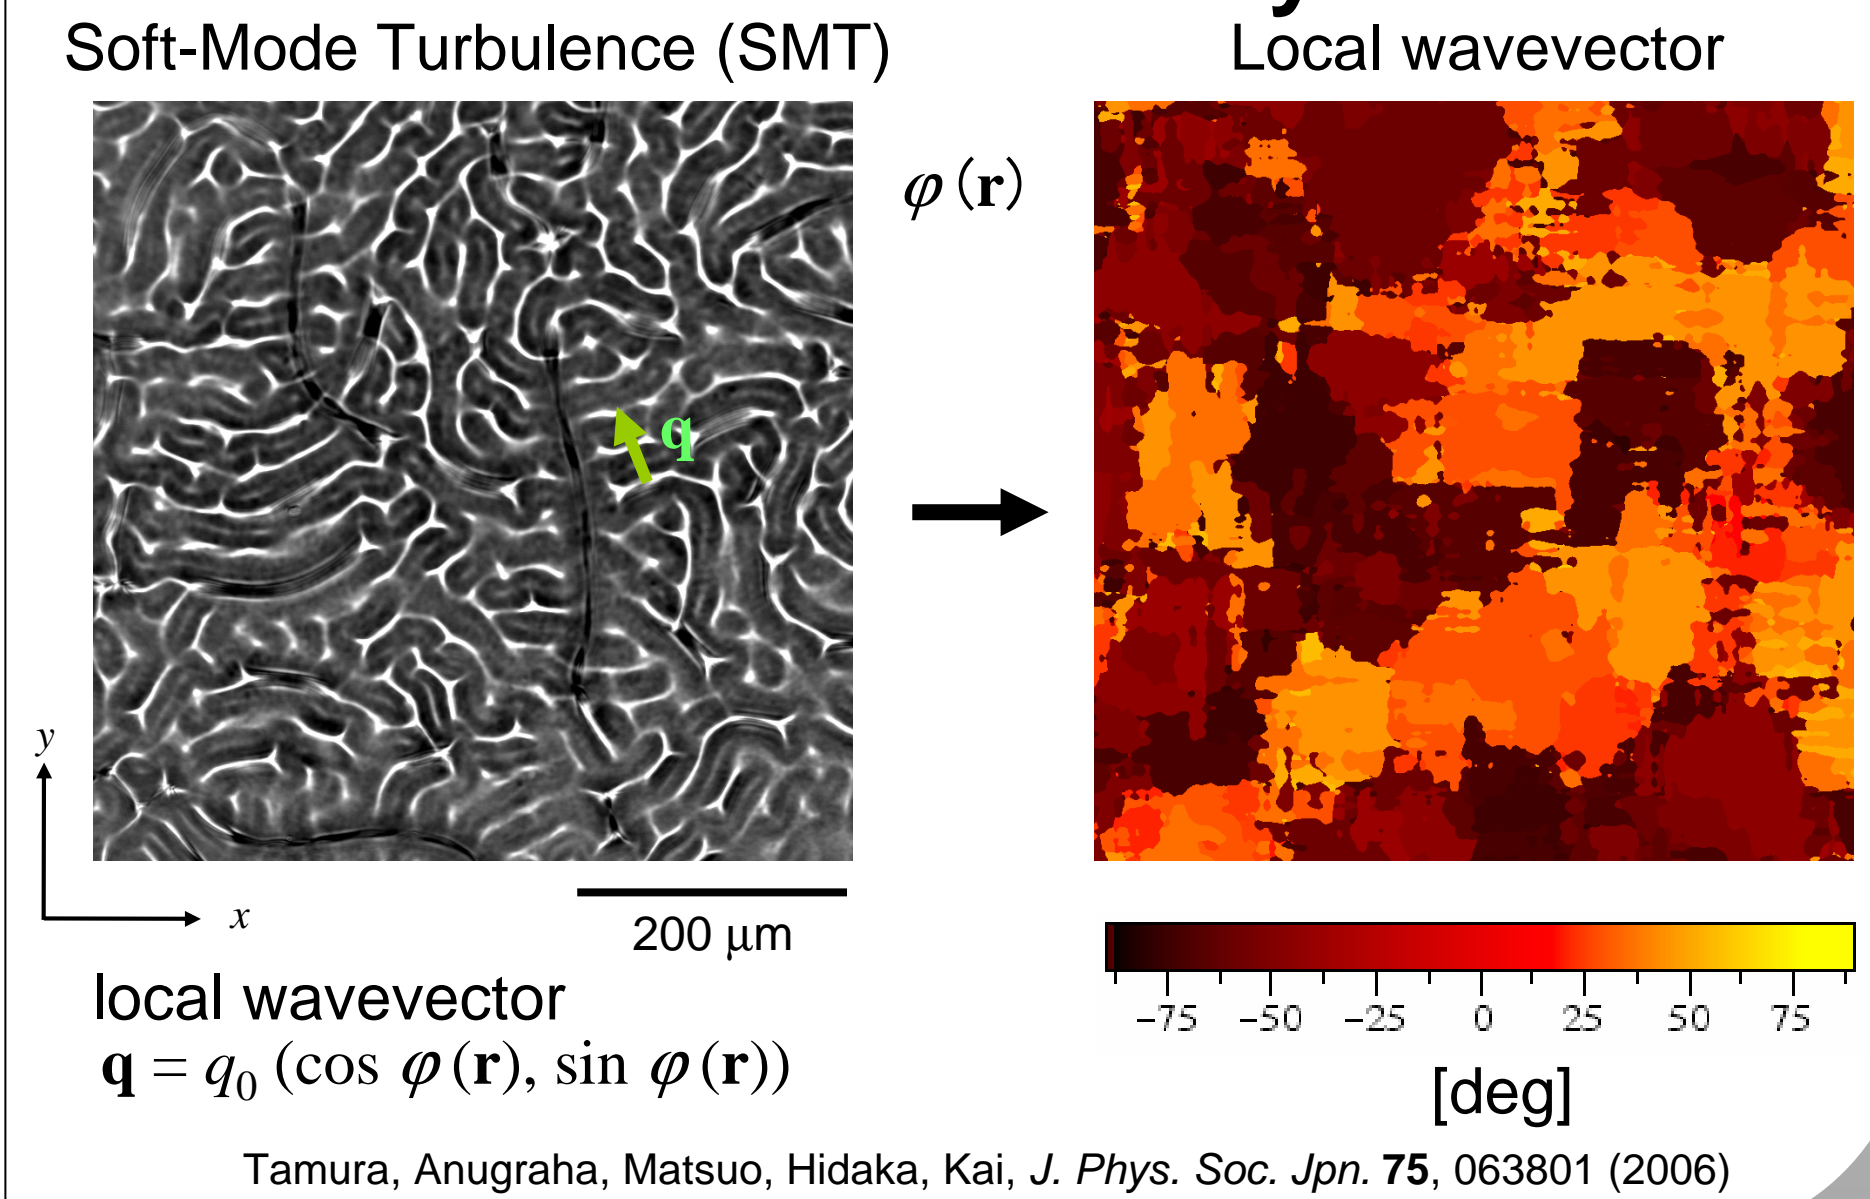 y
Soft-Mode Turbulence (SMT)
Local wavevector
φ(r)
q
y
x
200 μm
−75 −50 −25 0 25 50 75
[deg]
local wavevector
q = q₀ (cos φ(r), sin φ(r))
Tamura, Anugraha, Matsuo, Hidaka, Kai, J. Phys. Soc. Jpn. 75, 063801 (2006)